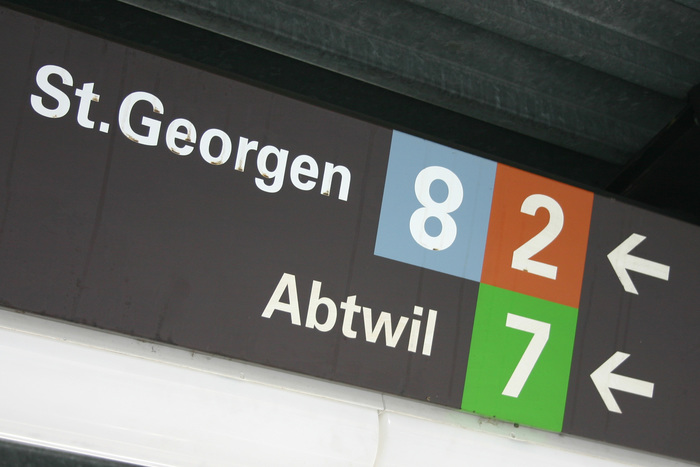 St.Georgen 8 2 ←
Abtwil 7 ←